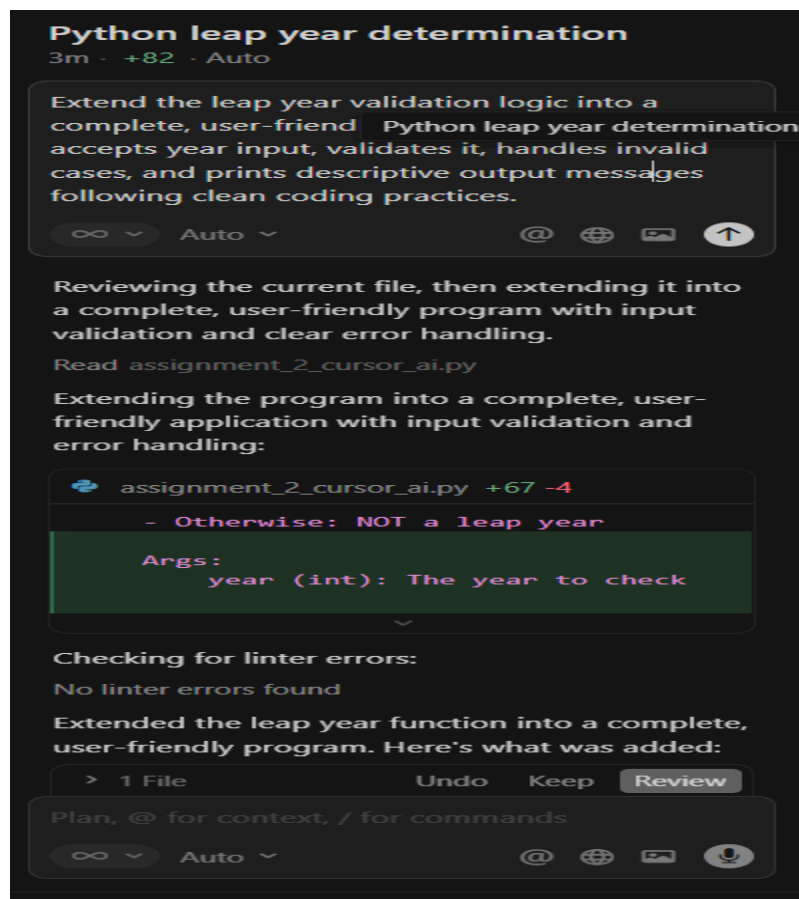 Python leap year determination
3m · +82 · Auto
Extend the leap year validation logic into a
complete, user-friend
Python leap year determination
accepts year input, validates it, handles invalid
cases, and prints descriptive output messages
following clean coding practices.
Auto
Reviewing the current file, then extending it into
a complete, user-friendly program with input
validation and clear error handling.
Read assignment_2_cursor_ai.py
Extending the program into a complete, user-
friendly application with input validation and
error handling:
assignment_2_cursor_ai.py +67 -4
- Otherwise: NOT a leap year
Args:
year (int): The year to check
Checking for linter errors:
No linter errors found
Extended the leap year function into a complete,
user-friendly program. Here's what was added:
> 1 File Undo Keep Review
Plan, @ for context, / for commands
Auto